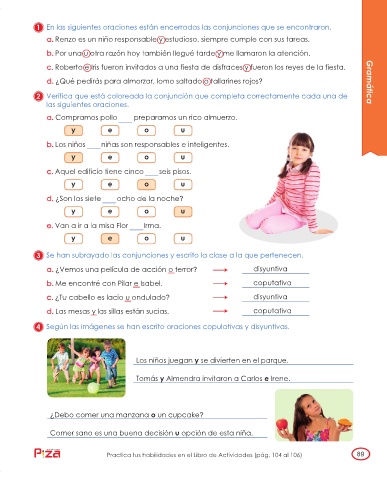 1 En las siguientes oraciones están encerradas las conjunciones que se encontraron.
a. Renzo es un niño responsable y estudioso, siempre cumple con sus tareas.
b. Por una u otra razón hoy también llegué tarde y me llamaron la atención.
c. Roberto e Iris fueron invitados a una fiesta de disfraces y fueron los reyes de la fiesta.
d. ¿Qué pedirás para almorzar, lomo saltado o tallarines rojos?
Gramática
2 Verifica que está coloreada la conjunción que completa correctamente cada una de
las siguientes oraciones.
a. Compramos pollo ____ preparamos un rico almuerzo.
y e o u
b. Los niños ____ niñas son responsables e inteligentes.
y e o u
c. Aquel edificio tiene cinco ____ seis pisos.
y e o u
d. ¿Son las siete ____ ocho de la noche?
y e o u
e. Van a ir a la misa Flor ____ Irma.
y e o u
3 Se han subrayado las conjunciones y escrito la clase a la que pertenecen.
a. ¿Vemos una película de acción o terror? → disyuntiva
b. Me encontré con Pilar e Isabel. → coputativa
c. ¿Tu cabello es lacio u ondulado? → disyuntiva
d. Las mesas y las sillas están sucias. → coputativa
4 Según las imágenes se han escrito oraciones copulativas y disyuntivas.
Los niños juegan y se divierten en el parque.
Tomás y Almendra invitaron a Carlos e Irene.
¿Debo comer una manzana o un cupcake?
Comer sano es una buena decisión u opción de esta niña.
Practica tus habilidades en el Libro de Actividades (pág. 104 al 106)
89